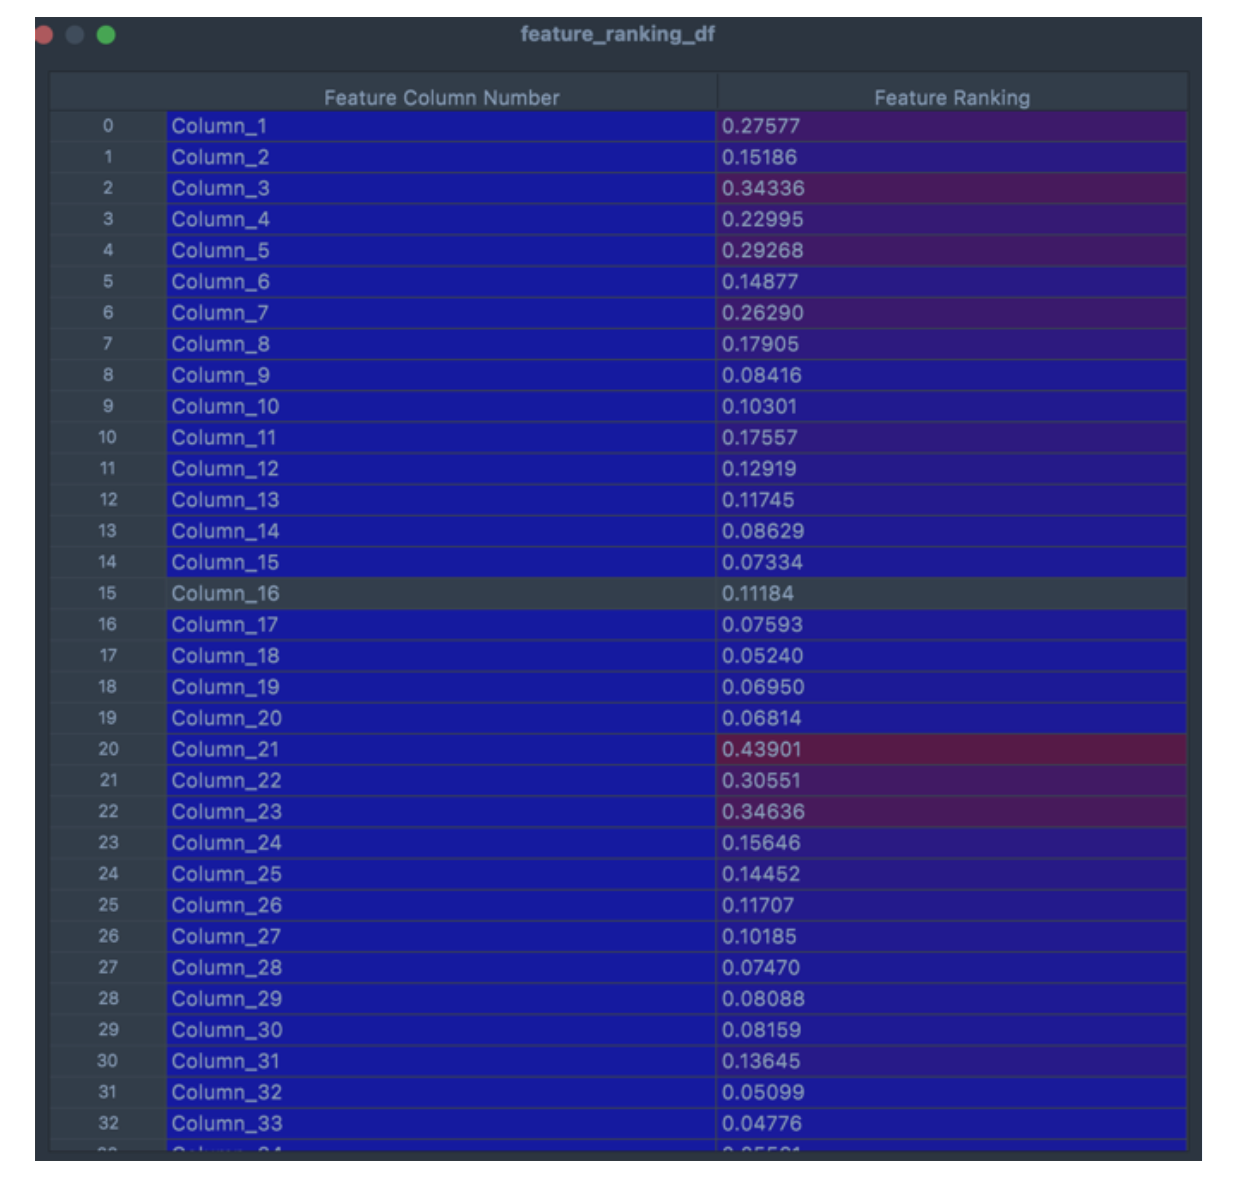 feature_ranking_df
Feature Column Number Feature Ranking
0 Column_1 0.27577
1 Column_2 0.15186
2 Column_3 0.34336
3 Column_4 0.22995
4 Column_5 0.29268
5 Column_6 0.14877
6 Column_7 0.26290
7 Column_8 0.17905
8 Column_9 0.08416
9 Column_10 0.10301
10 Column_11 0.17557
11 Column_12 0.12919
12 Column_13 0.11745
13 Column_14 0.08629
14 Column_15 0.07334
15 Column_16 0.11184
16 Column_17 0.07593
17 Column_18 0.05240
18 Column_19 0.06950
19 Column_20 0.06814
20 Column_21 0.43901
21 Column_22 0.30551
22 Column_23 0.34636
23 Column_24 0.15646
24 Column_25 0.14452
25 Column_26 0.11707
26 Column_27 0.10185
27 Column_28 0.07470
28 Column_29 0.08088
29 Column_30 0.08159
30 Column_31 0.13645
31 Column_32 0.05099
32 Column_33 0.04776